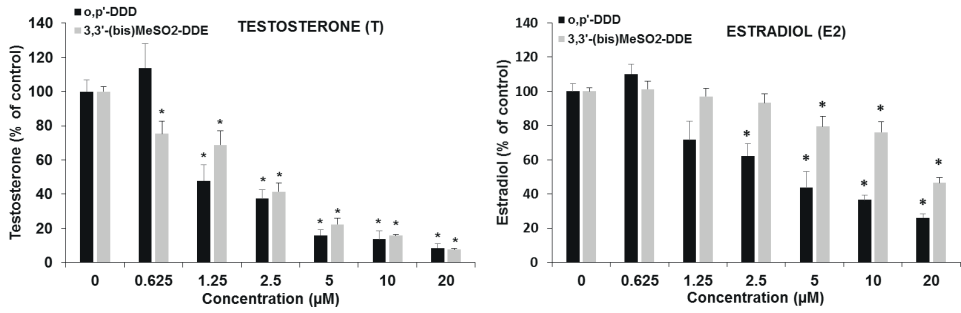 o,p'-DDD
3,3'-(bis)MeSO2-DDE
TESTOSTERONE (T)
Testosterone (% of control)
140
120
100
80
60
40
20
0
* * * * * * * * * * *
0 0.625 1.25 2.5 5 10 20
Concentration (µM)
o,p'-DDD
3,3'-(bis)MeSO2-DDE
ESTRADIOL (E2)
Estradiol (% of control)
140
120
100
80
60
40
20
0
* * * * * * *
0 0.625 1.25 2.5 5 10 20
Concentration (µM)